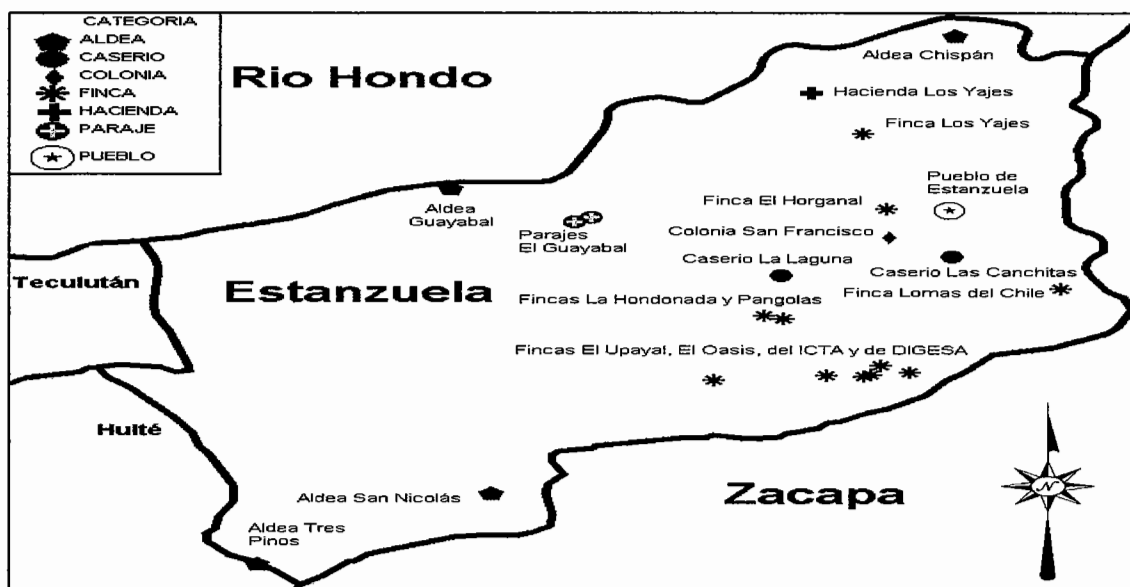 CATEGORIA
ALDEA
CASERIO
COLONIA
FINCA
HACIENDA
PARAJE
PUEBLO
Rio Hondo
Aldea Chispán
Hacienda Los Yajes
Finca Los Yajes
Pueblo de
Estanzuela
Aldea
Guayabal
Finca El Horganal
Parajes
El Guayabal
Colonia San Francisco
Caserio La Laguna
Caserio Las Canchitas
Teculután
Estanzuela
Finca Lomas del Chile
Fincas La Hondonada y Pangolas
Fincas El Upayal, El Oasis, del ICTA y de DIGESA
Huité
Aldea San Nicolás
Zacapa
N
Aldea Tres
Pinos